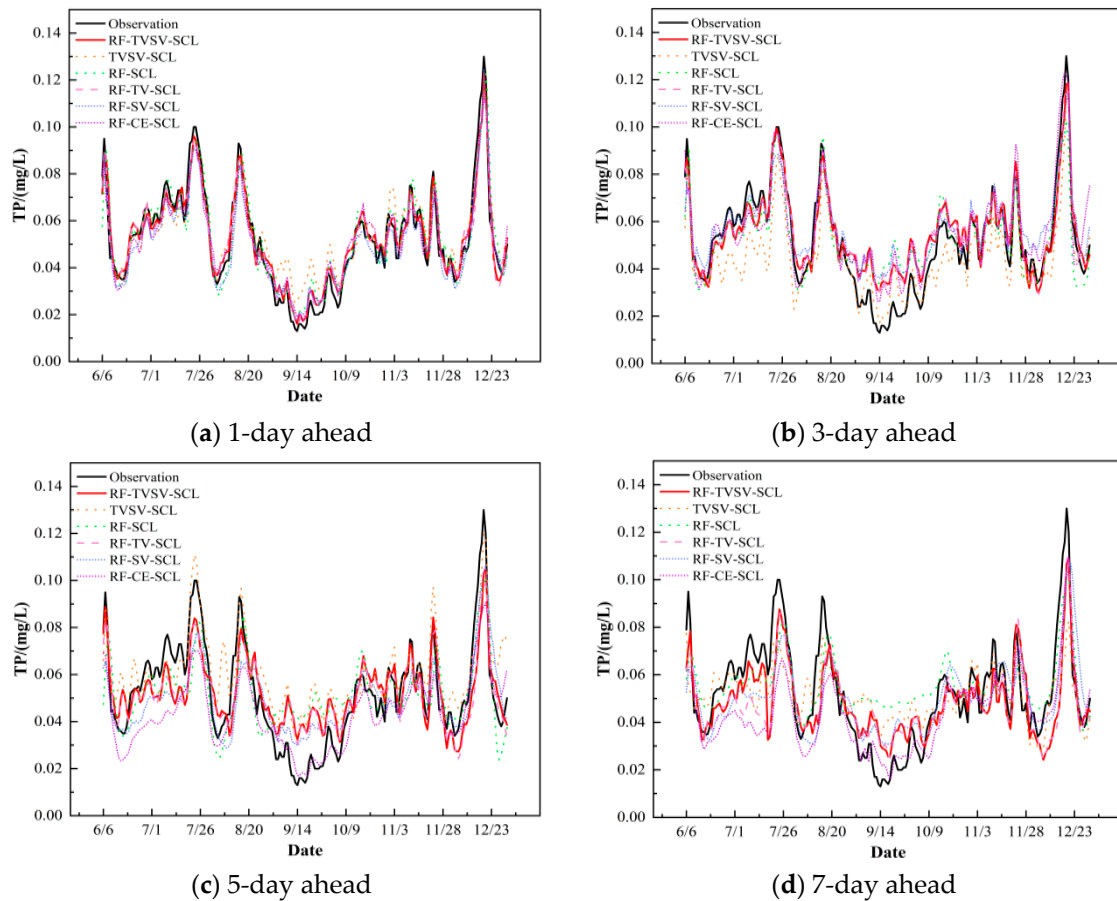 Observation
RF-TVSV-SCL
TVSV-SCL
RF-SCL
RF-TV-SCL
RF-SV-SCL
RF-CE-SCL
TP/(mg/L)
0.14
0.12
0.10
0.08
0.06
0.04
0.02
0.00
6/6 7/1 7/26 8/20 9/14 10/9 11/3 11/28 12/23
Date
(a) 1-day ahead
Observation
RF-TVSV-SCL
TVSV-SCL
RF-SCL
RF-TV-SCL
RF-SV-SCL
RF-CE-SCL
TP/(mg/L)
0.14
0.12
0.10
0.08
0.06
0.04
0.02
0.00
6/6 7/1 7/26 8/20 9/14 10/9 11/3 11/28 12/23
Date
(b) 3-day ahead
Observation
RF-TVSV-SCL
TVSV-SCL
RF-SCL
RF-TV-SCL
RF-SV-SCL
RF-CE-SCL
TP/(mg/L)
0.14
0.12
0.10
0.08
0.06
0.04
0.02
0.00
6/6 7/1 7/26 8/20 9/14 10/9 11/3 11/28 12/23
Date
(c) 5-day ahead
Observation
RF-TVSV-SCL
TVSV-SCL
RF-SCL
RF-TV-SCL
RF-SV-SCL
RF-CE-SCL
TP/(mg/L)
0.14
0.12
0.10
0.08
0.06
0.04
0.02
0.00
6/6 7/1 7/26 8/20 9/14 10/9 11/3 11/28 12/23
Date
(d) 7-day ahead